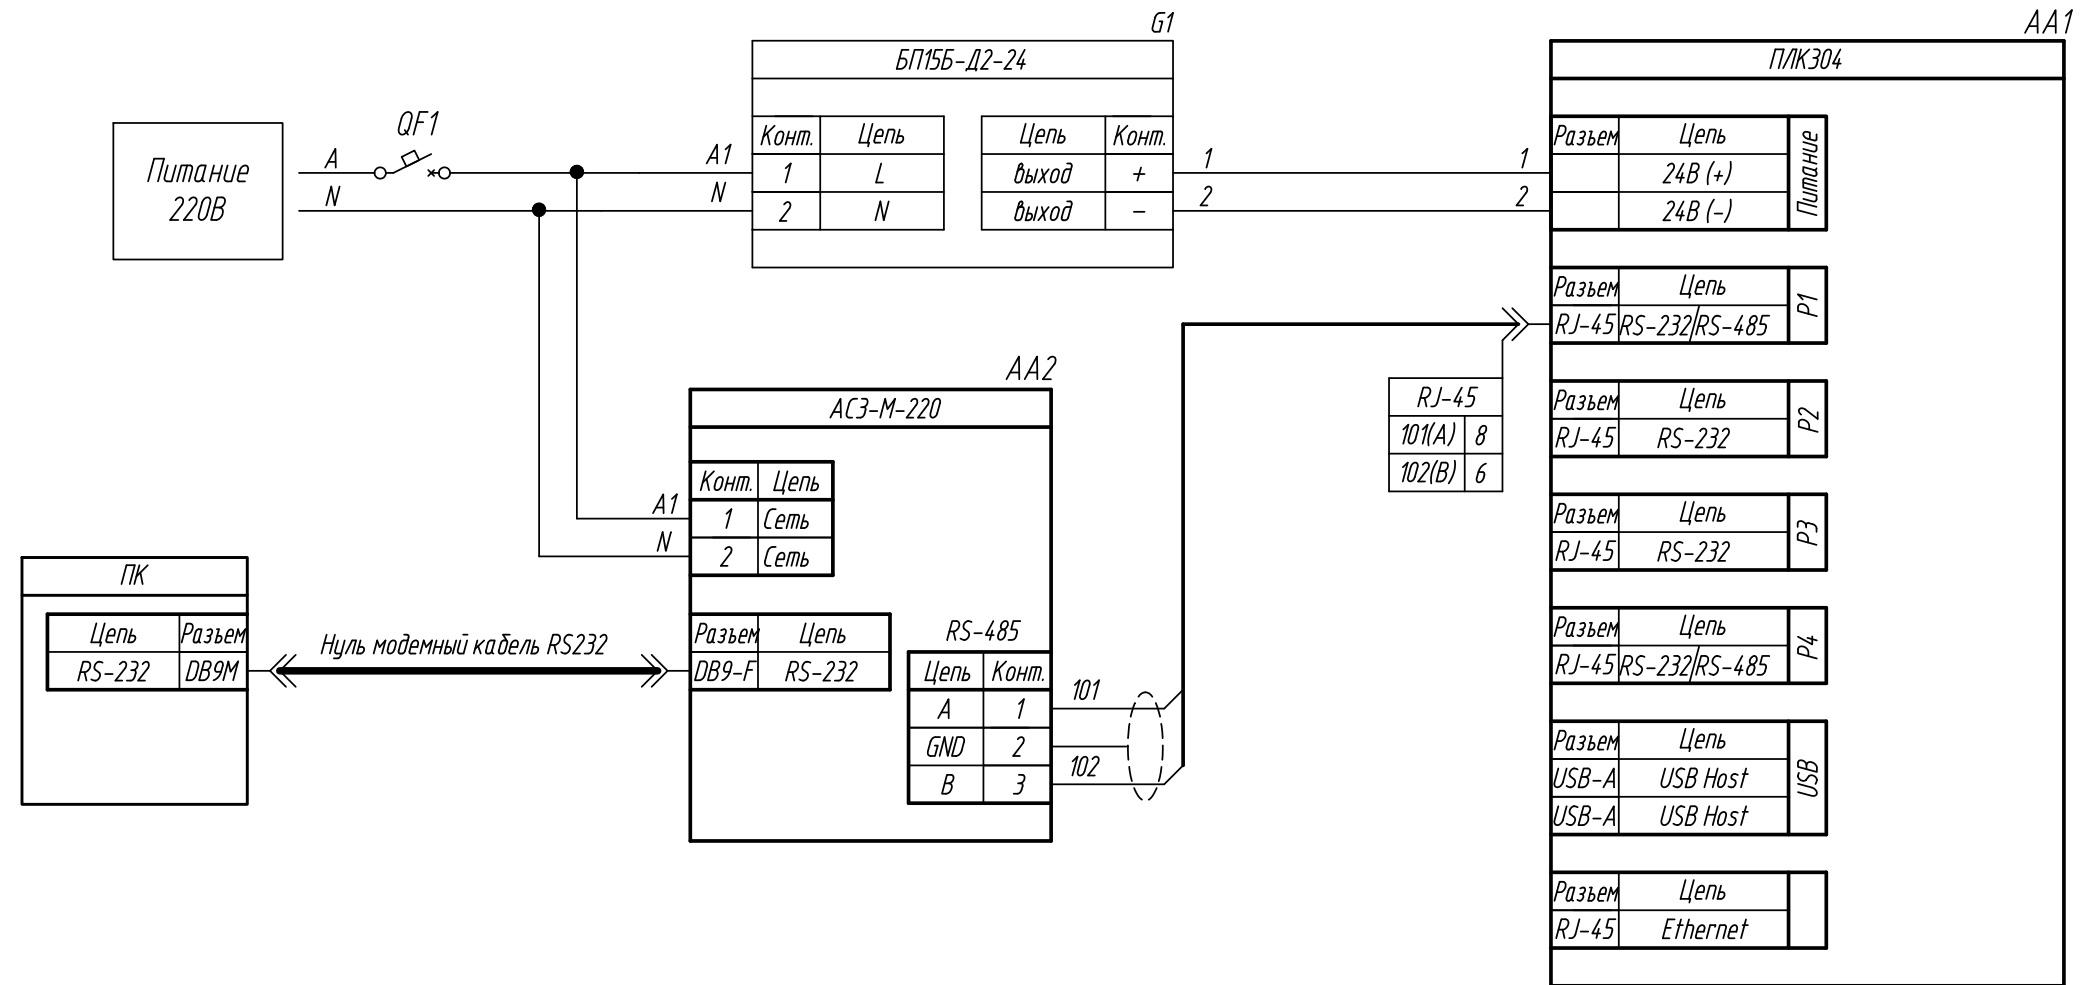 G1
БП15Б-Д2-24
Конт.
Цепь
1
L
2
N
Цепь
Конт.
выход
+
выход
−
Питание
220В
QF1
A
N
A1
N
1
2
1
2
AA1
ПЛК304
Разъем
Цепь
24В (+)
24В (−)
Питание
Разъем
Цепь
RJ-45
RS-232/RS-485
P1
Разъем
Цепь
RJ-45
RS-232
P2
Разъем
Цепь
RJ-45
RS-232
P3
Разъем
Цепь
RJ-45
RS-232/RS-485
P4
Разъем
Цепь
USB-A
USB Host
USB-A
USB Host
USB
Разъем
Цепь
RJ-45
Ethernet
RJ-45
101(A)
8
102(B)
6
AA2
АС3-М-220
A1
N
Конт.
Цепь
1
Сеть
2
Сеть
Разъем
Цепь
DB9-F
RS-232
RS-485
Цепь
Конт.
A
1
GND
2
B
3
101
102
ПК
Цепь
Разъем
RS-232
DB9M
Нуль модемный кабель RS232